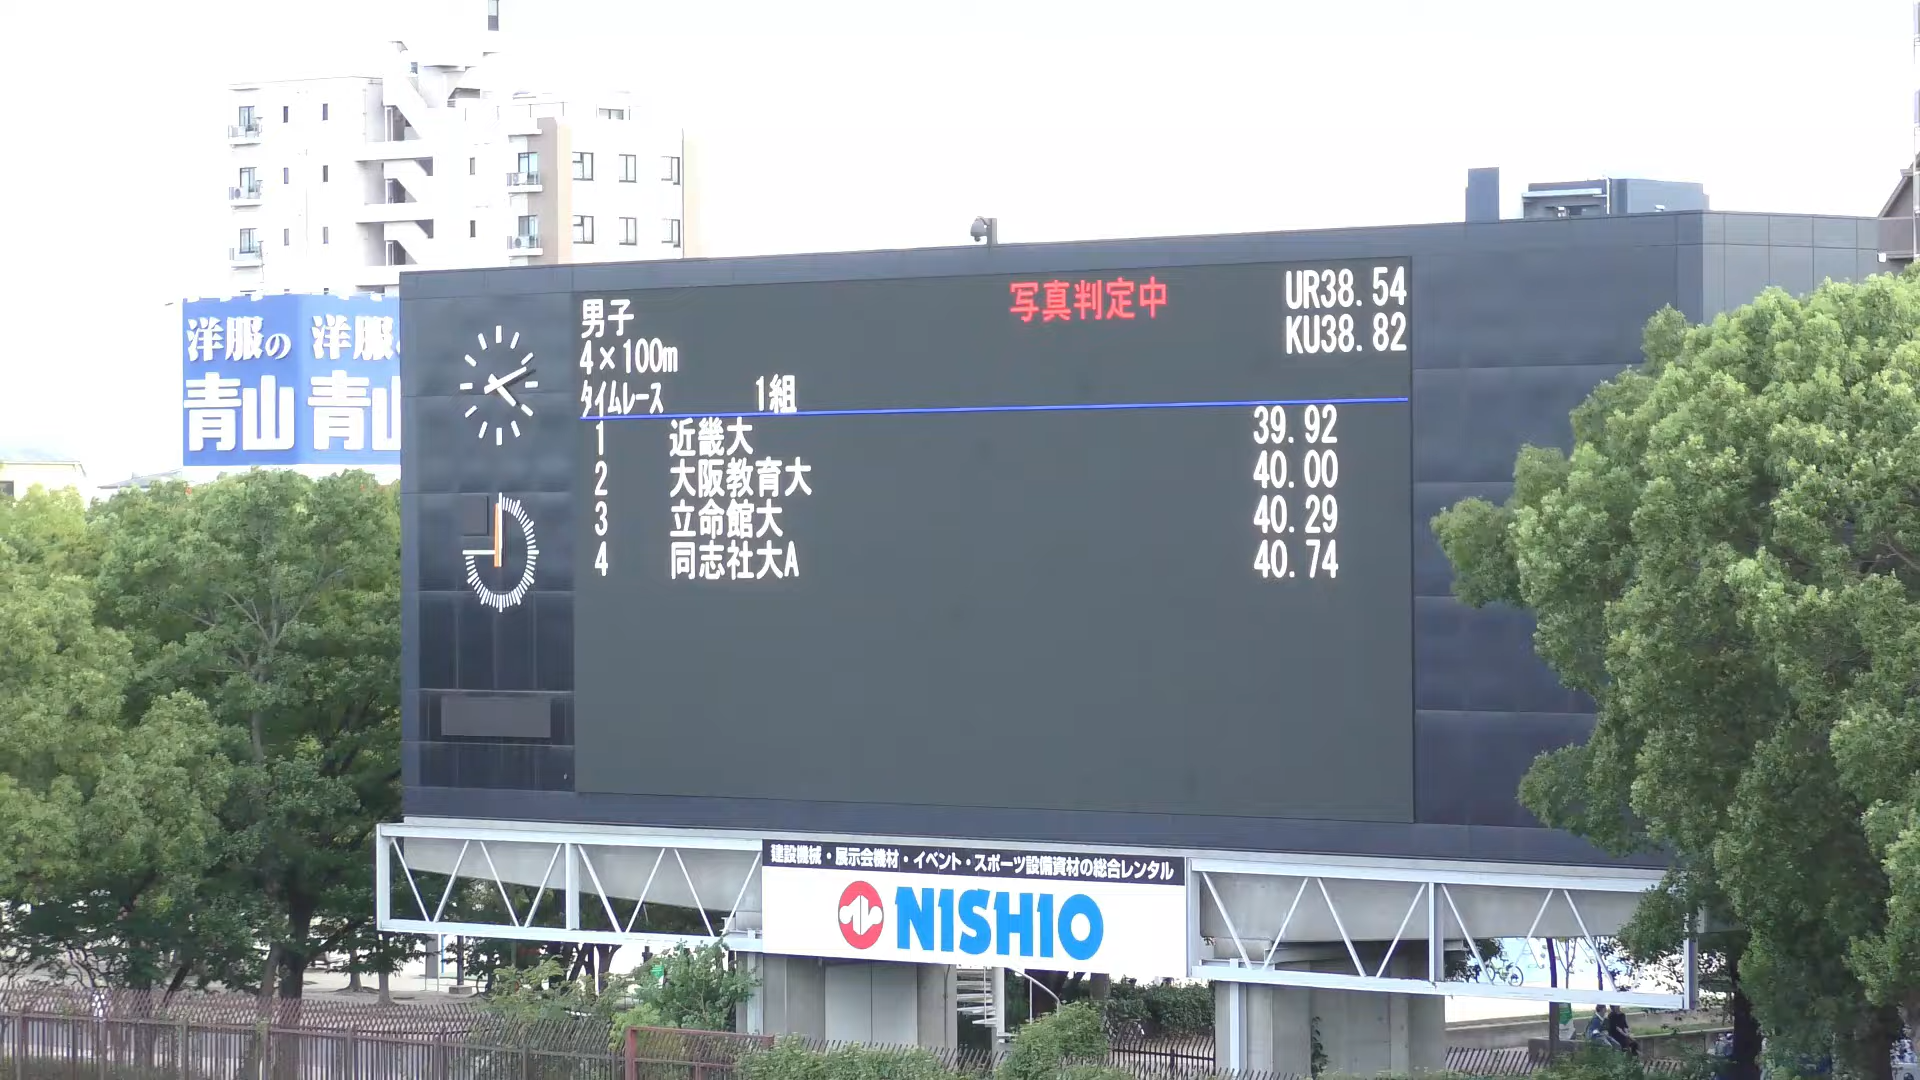 洋服の 洋服
青山 青山
男子
4×100m
タイムレース 1組
写真判定中
UR38.54
KU38.82
1 近畿大 39.92
2 大阪教育大 40.00
3 立命館大 40.29
4 同志社大A 40.74
建設機械・展示会機材・イベント・スポーツ設備資材の総合レンタル
NISHIO